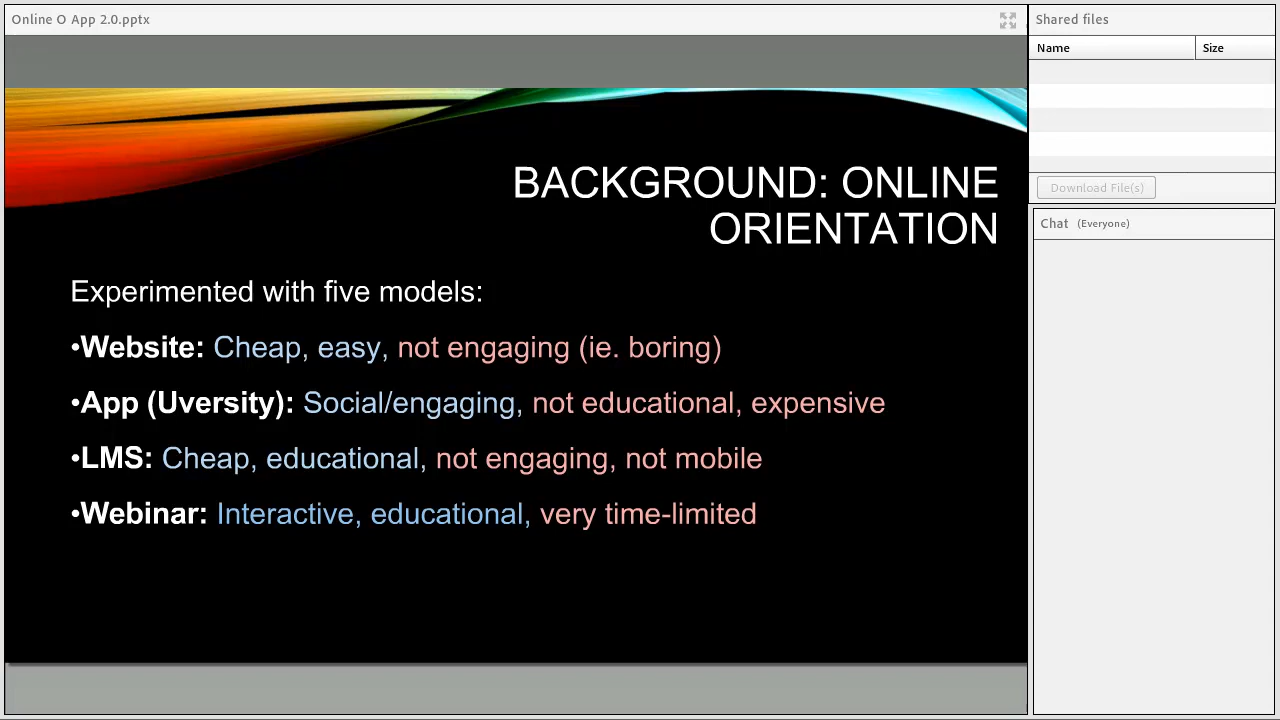 Online O App 2.0.pptx
BACKGROUND: ONLINE
ORIENTATION
Experimented with five models:
•Website: Cheap, easy, not engaging (ie. boring)
•App (Uversity): Social/engaging, not educational, expensive
•LMS: Cheap, educational, not engaging, not mobile
•Webinar: Interactive, educational, very time-limited
Shared files
Name Size
Download File(s)
Chat (Everyone)